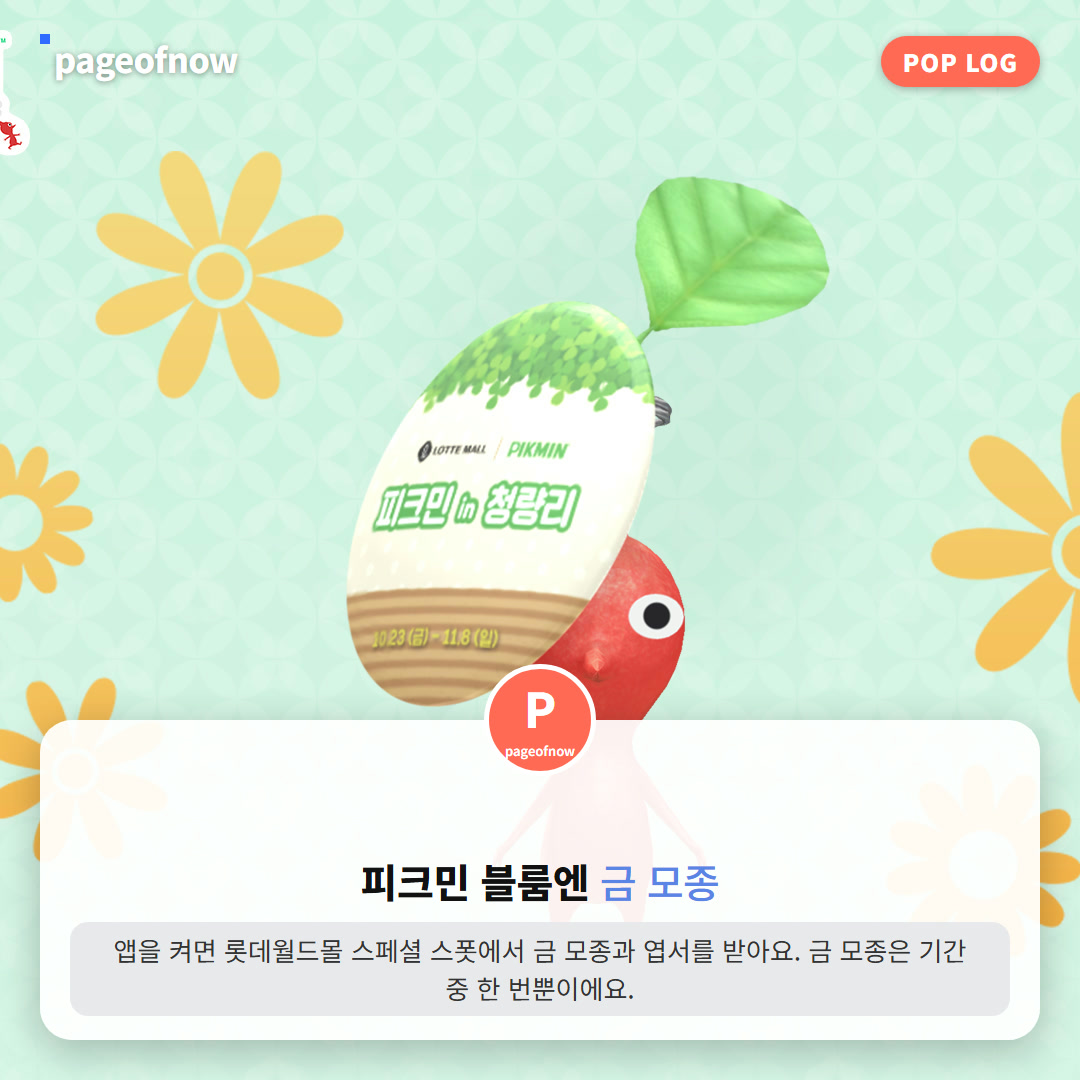 pageofnow
POP LOG
LOTTE MALL | PIKMIN
피크민 in 청량리
10.23 (금) - 11.8 (일)
P
pageofnow
피크민 블룸엔 금 모종
앱을 켜면 롯데월드몰 스페셜 스폿에서 금 모종과 엽서를 받아요. 금 모종은 기간
중 한 번뿐이에요.